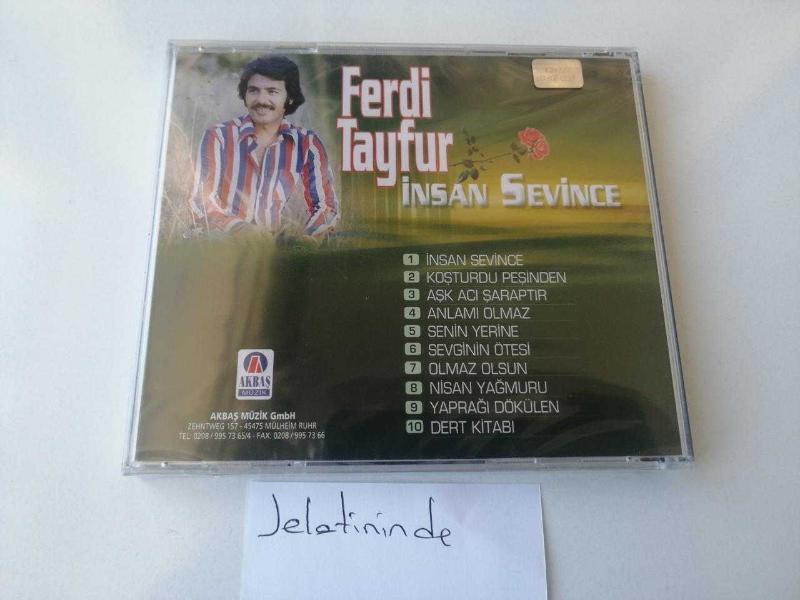 Ferdi
Tayfur
İNSAN SEVİNCE
1 İNSAN SEVİNCE
2 KOŞTURDU PEŞİNDEN
3 AŞK ACI ŞARAPTIR
4 ANLAMI OLMAZ
5 SENİN YERİNE
6 SEVGİNİN ÖTESİ
7 OLMAZ OLSUN
8 NİSAN YAĞMURU
9 YAPRAĞI DÖKÜLEN
10 DERT KİTABI
AKBAŞ
MÜZİK
AKBAŞ MÜZİK GmbH
ZEHNTWEG 157 - 45475 MÜLHEIM RUHR
TEL: 0208 / 995 73 65/4 - FAX: 0208 / 995 73 66
Jelatininde